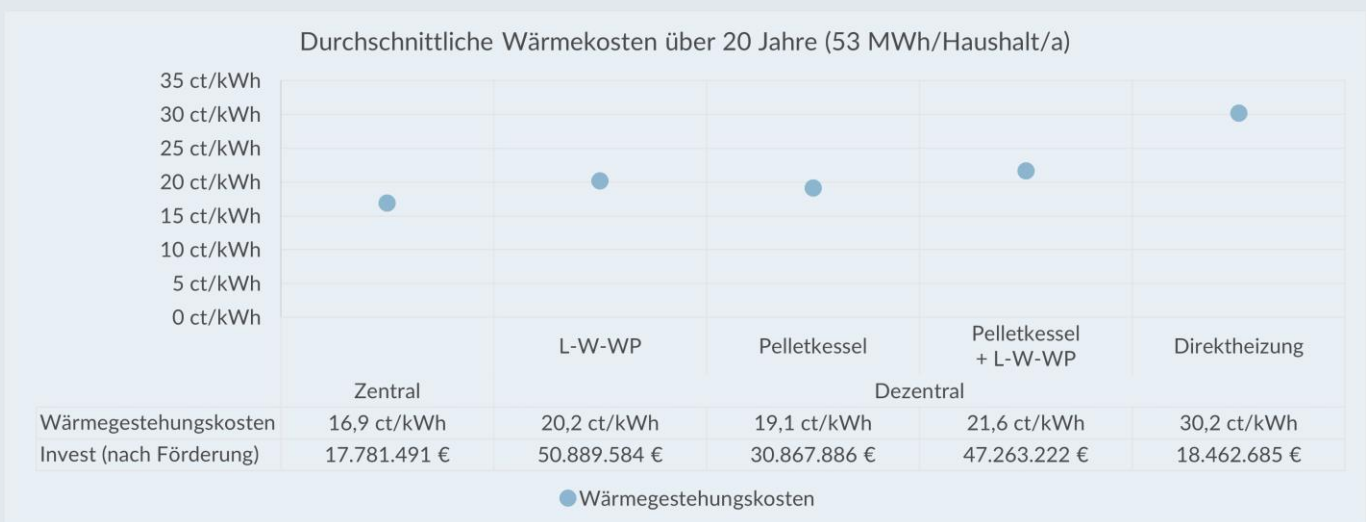 Durchschnittliche Wärmekosten über 20 Jahre (53 MWh/Haushalt/a)
35 ct/kWh
30 ct/kWh
25 ct/kWh
20 ct/kWh
15 ct/kWh
10 ct/kWh
5 ct/kWh
0 ct/kWh
L-W-WP Pelletkessel Pelletkessel + L-W-WP Direktheizung
Zentral Dezentral
Wärmegestehungskosten 16,9 ct/kWh 20,2 ct/kWh 19,1 ct/kWh 21,6 ct/kWh 30,2 ct/kWh
Invest (nach Förderung) 17.781.491 € 50.889.584 € 30.867.886 € 47.263.222 € 18.462.685 €
Wärmegestehungskosten